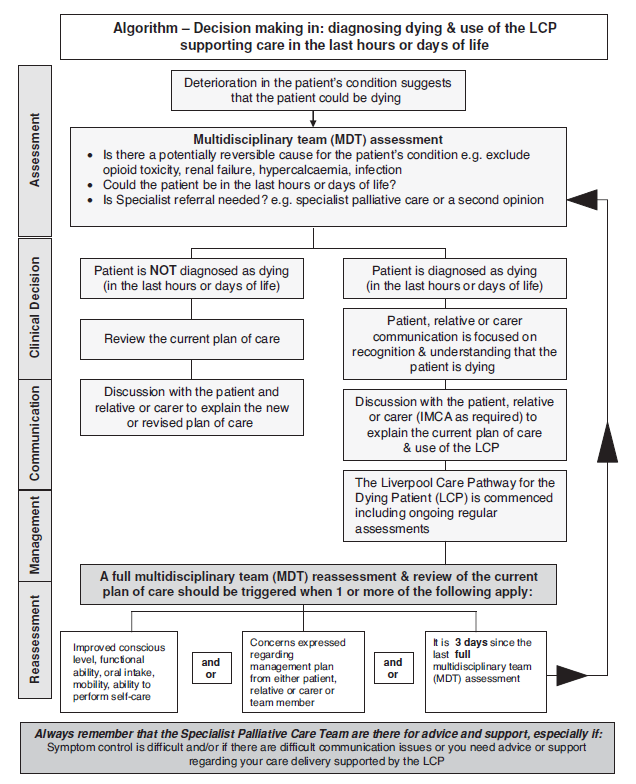 Algorithm – Decision making in: diagnosing dying & use of the LCP
supporting care in the last hours or days of life
Assessment
Deterioration in the patient's condition suggests
that the patient could be dying
Multidisciplinary team (MDT) assessment
• Is there a potentially reversible cause for the patient's condition e.g. exclude
opioid toxicity, renal failure, hypercalcaemia, infection
• Could the patient be in the last hours or days of life?
• Is Specialist referral needed? e.g. specialist palliative care or a second opinion
Clinical Decision
Patient is NOT diagnosed as dying
(in the last hours or days of life)
Review the current plan of care
Patient is diagnosed as dying
(in the last hours or days of life)
Patient, relative or carer
communication is focused on
recognition & understanding that the
patient is dying
Communication
Discussion with the patient and
relative or carer to explain the new
or revised plan of care
Discussion with the patient, relative
or carer (IMCA as required) to
explain the current plan of care
& use of the LCP
Management
The Liverpool Care Pathway for the
Dying Patient (LCP) is commenced
including ongoing regular
assessments
Reassessment
A full multidisciplinary team (MDT) reassessment & review of the current
plan of care should be triggered when 1 or more of the following apply:
Improved conscious
level, functional
ability, oral intake,
mobility, ability to
perform self-care
and
or
Concerns expressed
regarding
management plan
from either patient,
relative or carer or
team member
and
or
It is 3 days since the
last full
multidisciplinary team
(MDT) assessment
Always remember that the Specialist Palliative Care Team are there for advice and support, especially if:
Symptom control is difficult and/or if there are difficult communication issues or you need advice or support
regarding your care delivery supported by the LCP